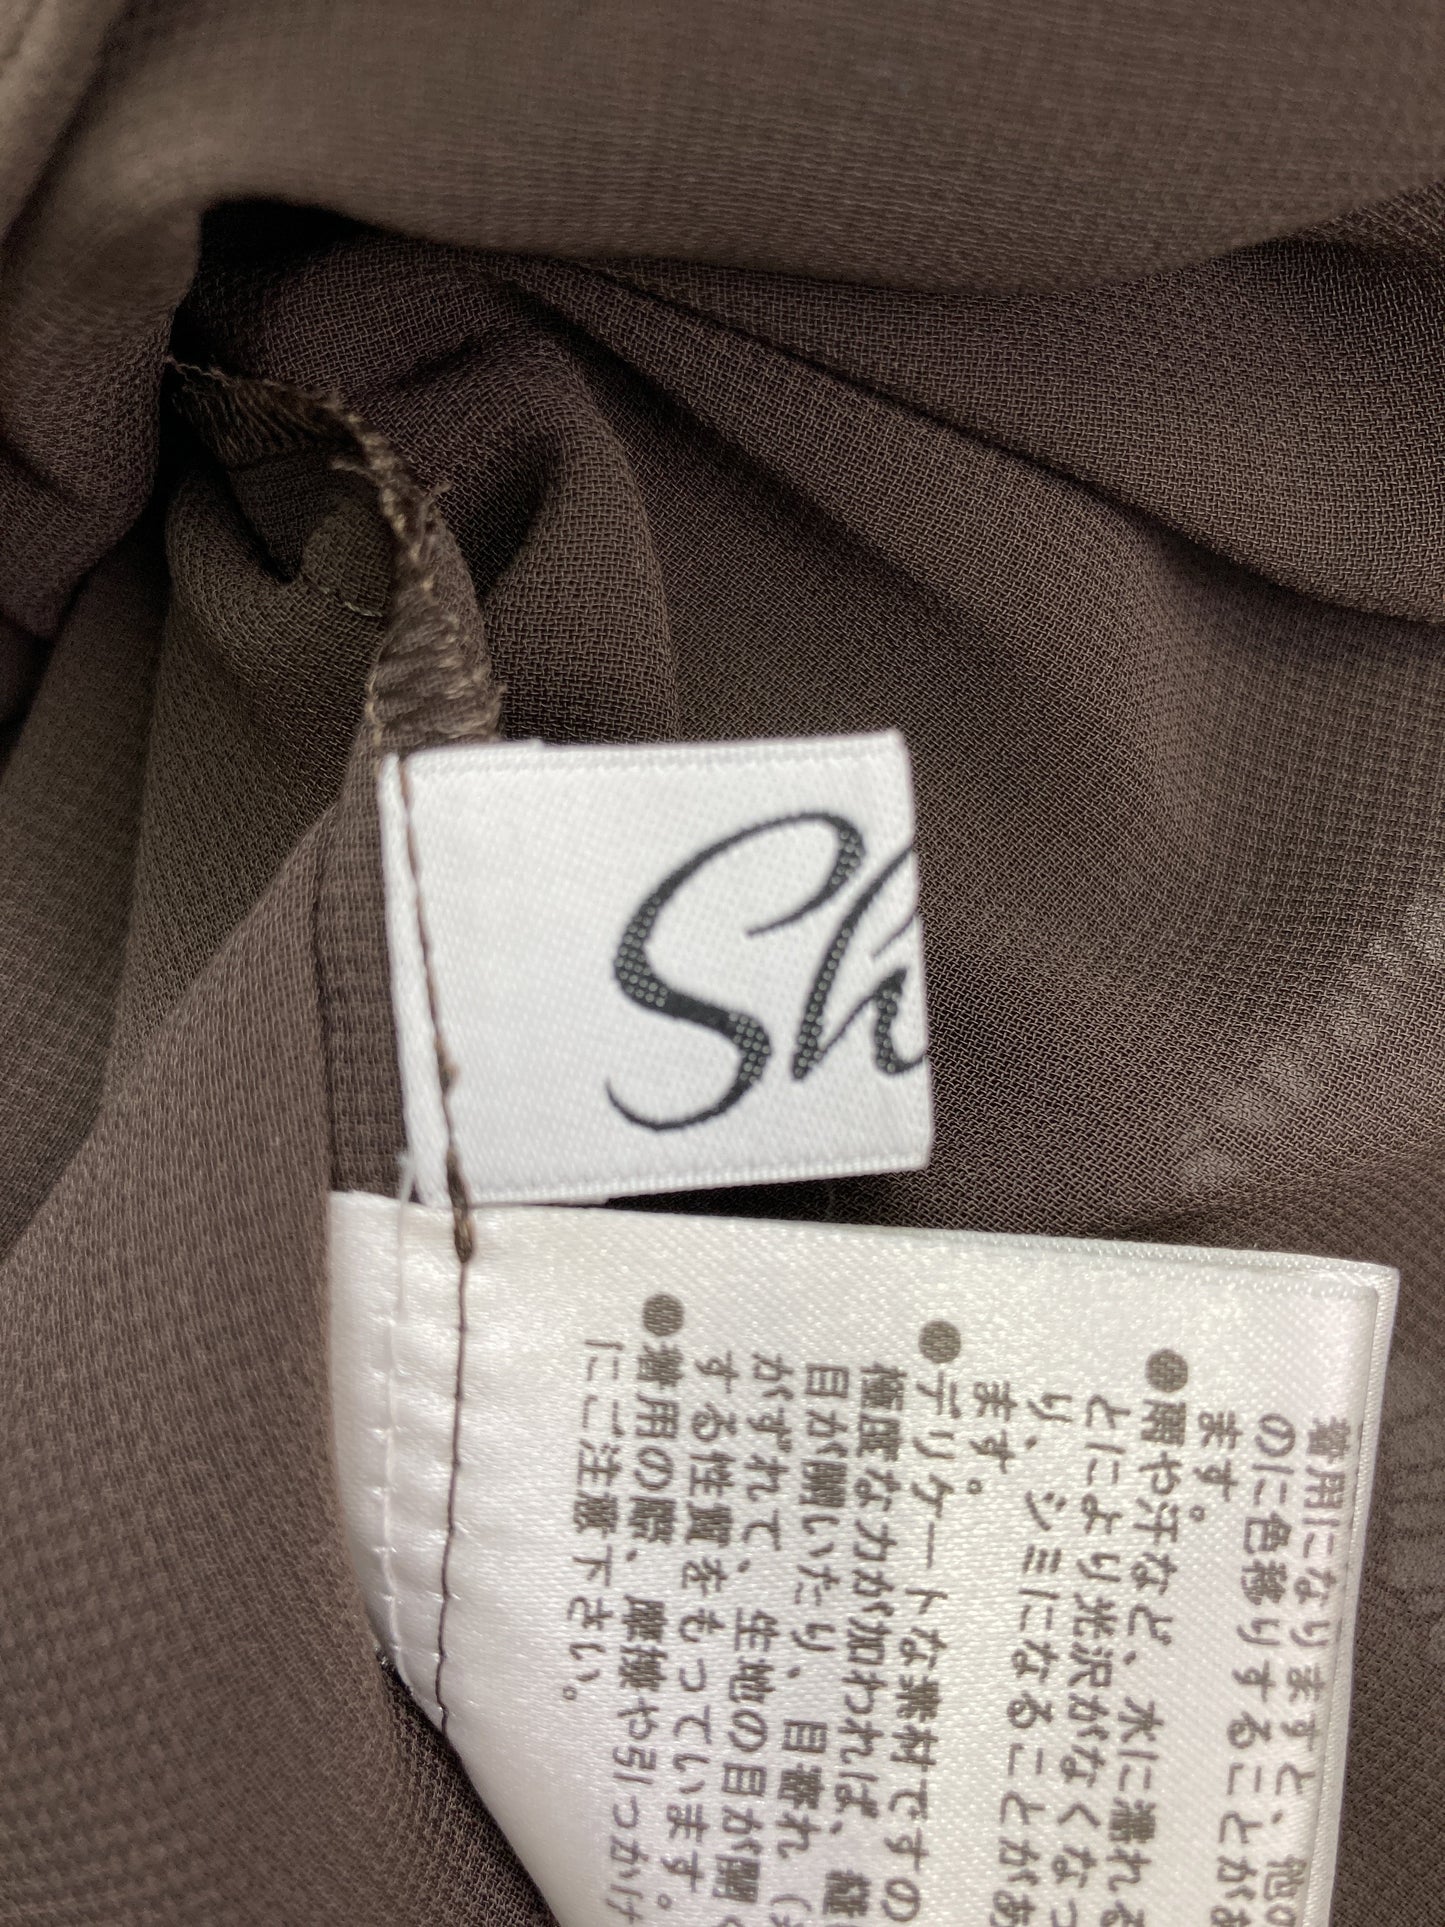 Sh
着用になりますと、他の
のに色移りすることがあ
ます。
●雨や汗など、水に濡れる
とにより光沢がなくなっ
り、シミになることがあ
ます。
●デリケートな素材ですの
極度な力が加われば、縫
目が開いたり、目寄れ（
がずれて、生地の目が開く
する性質をもっています。
●着用の際、摩擦や引っかけ
にご注意下さい。